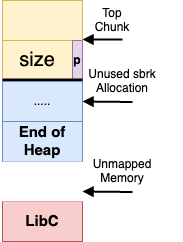 Top
Chunk
size
p
Unused sbrk
Allocation
.....
End of
Heap
Unmapped
Memory
LibC